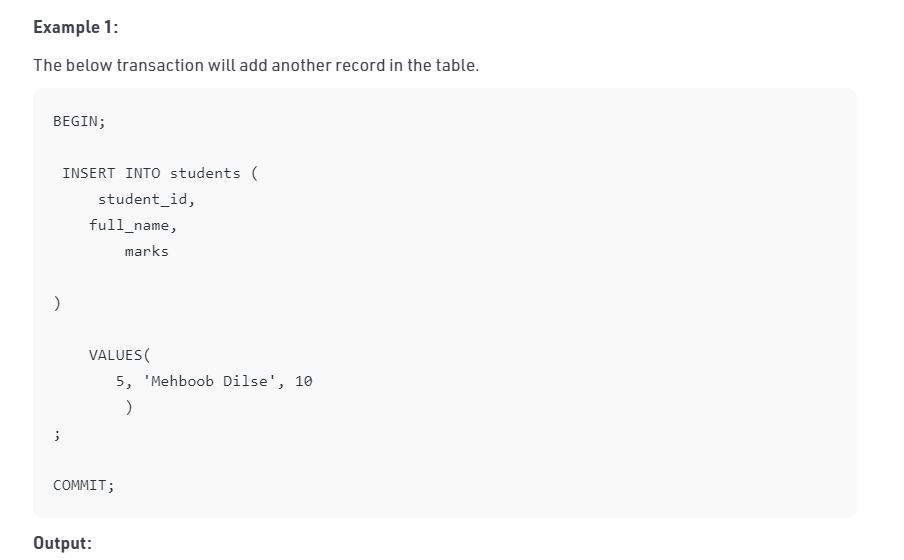 Example 1:
The below transaction will add another record in the table.
BEGIN;
INSERT INTO students (
student_id,
full_name,
marks
)
VALUES(
5, 'Mehboob Dilse', 10
)
;
COMMIT;
Output: